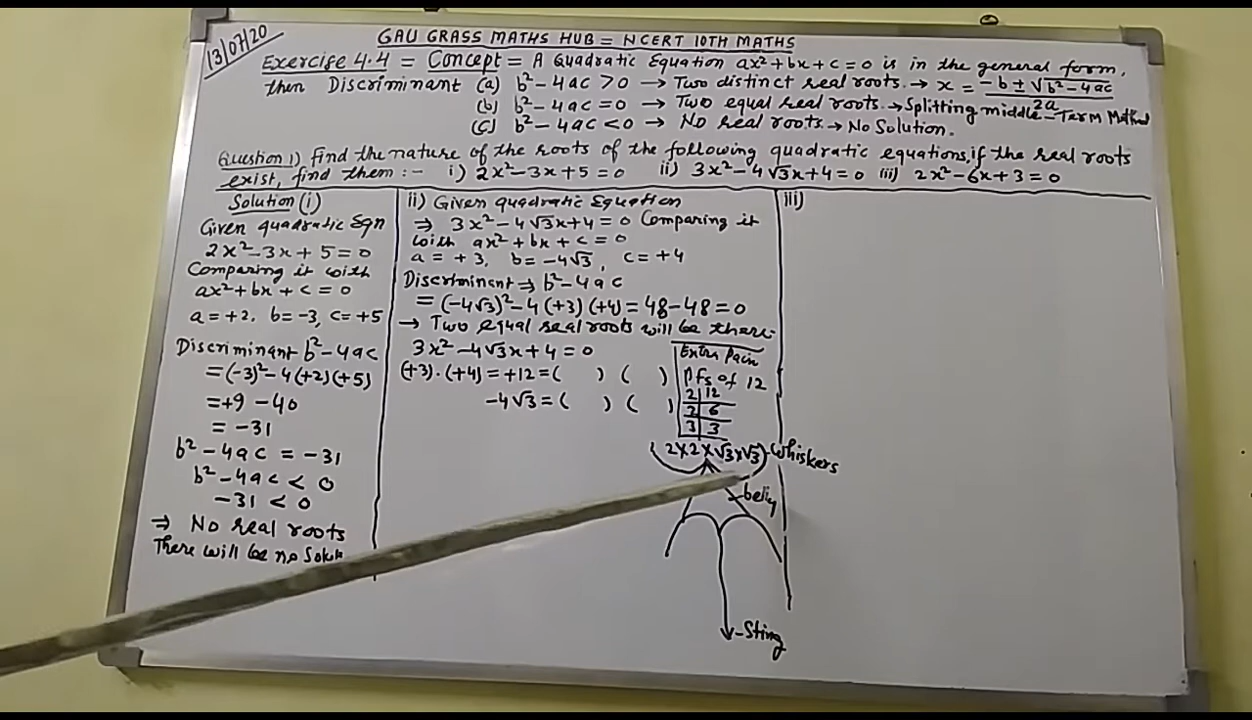 13/07/20
GAU GRASS MATHS HUB = NCERT 10TH MATHS
Exercise 4.4 = Concept = A Quadratic Equation ax²+bx+c=0 is in the general form,
then Discriminant (a) b²-4ac>0 → Two distinct real roots. → x = -b±√b²-4ac / 2a
(b) b²-4ac=0 → Two equal real roots. → Splitting middle-Term Method
(c) b²-4ac<0 → No real roots. → No Solution.
Question 1) Find the nature of the roots of the following quadratic equations, if the real roots
exist, find them :- i) 2x²-3x+5=0 ii) 3x²-4√3x+4=0 iii) 2x²-6x+3=0
Solution (i)
Given quadratic Eqn
2x²-3x+5=0
Comparing it with
ax²+bx+c=0
a=+2, b=-3, c=+5
Discriminant b²-4ac
=(-3)²-4(+2)(+5)
=+9-40
=-31
b²-4ac=-31
b²-4ac<0
-31<0
⇒ No real roots
There will be no
ii) Given quadratic Equation
⇒ 3x²-4√3x+4=0 Comparing it
with ax²+bx+c=0
a=+3, b=-4√3, c=+4
Discriminant ⇒ b²-4ac
=(-4√3)²-4(+3)(+4)=48-48=0
→ Two equal real roots will be there.
3x²-4√3x+4=0
(+3).(+4)=+12=( ) ( )
-4√3=( ) ( )
Extra Pain
Pfs of 12
2|12
2|6
3|3
(2×2×√3×√3)-Whiskers
-belly
-Sting
iii)